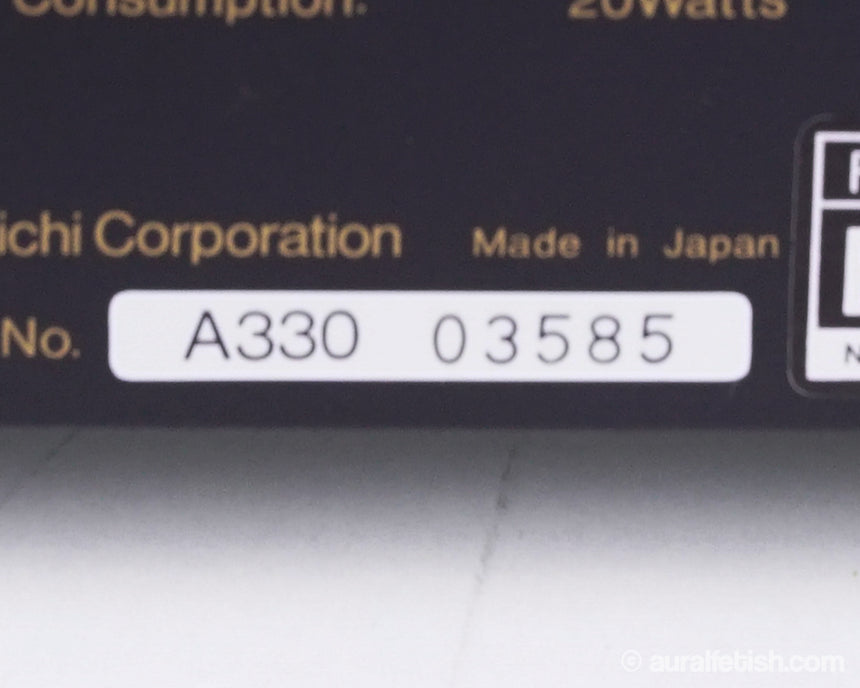 Consumption: 20Watts
ichi Corporation Made in Japan
No. A330 03585
© auralfetish.com